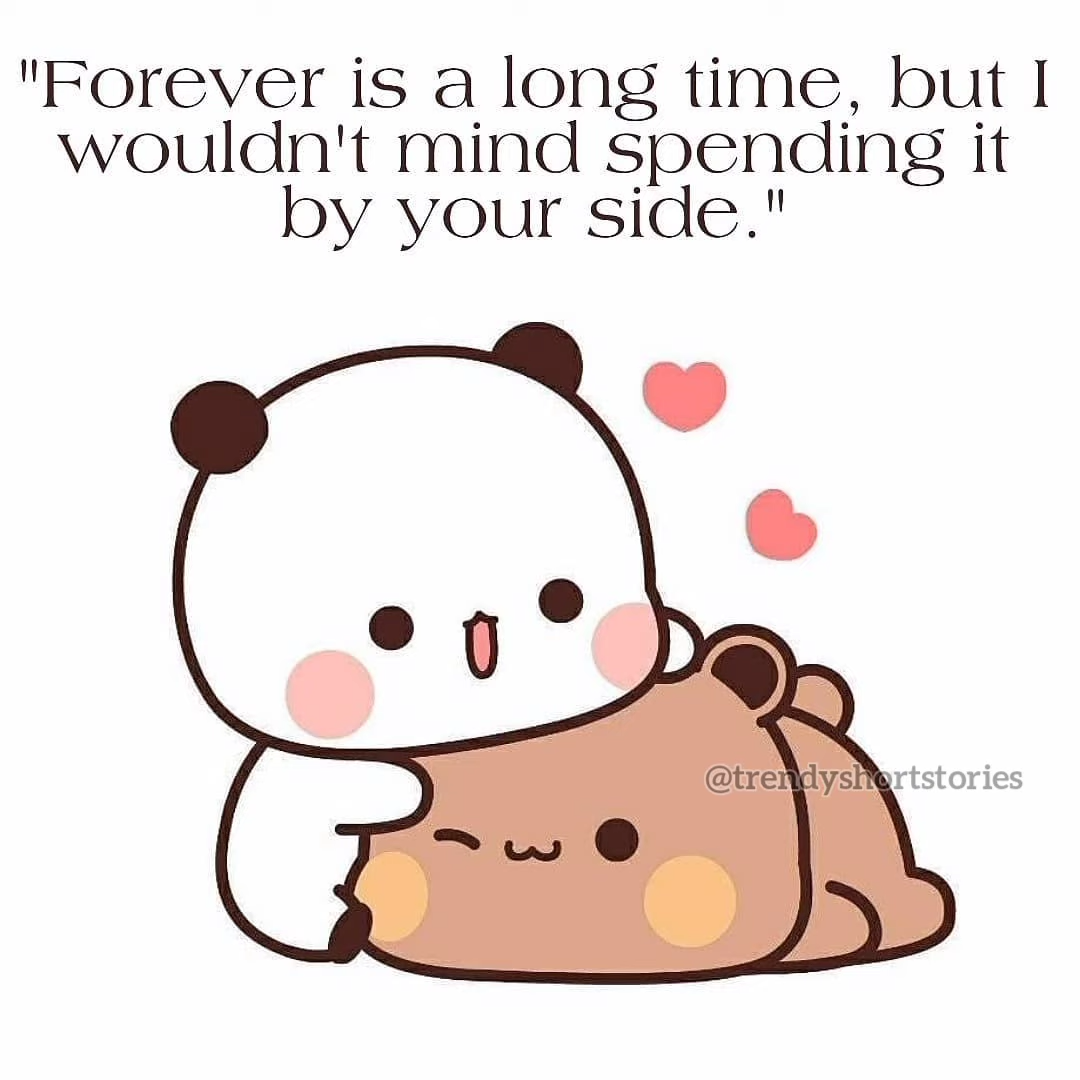 "Forever is a long time, but I
wouldn't mind spending it
by your side."
@trendyshortstories